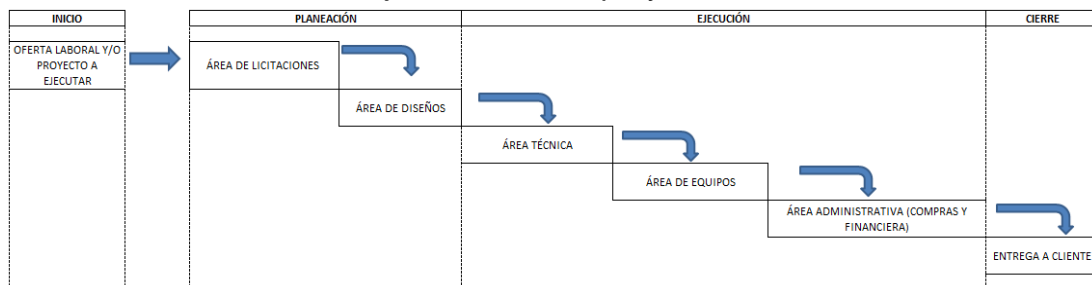 INICIO
PLANEACIÓN
EJECUCIÓN
CIERRE
OFERTA LABORAL Y/O
PROYECTO A
EJECUTAR
ÁREA DE LICITACIONES
ÁREA DE DISEÑOS
ÁREA TÉCNICA
ÁREA DE EQUIPOS
ÁREA ADMINISTRATIVA (COMPRAS Y
FINANCIERA)
ENTREGA A CLIENTE